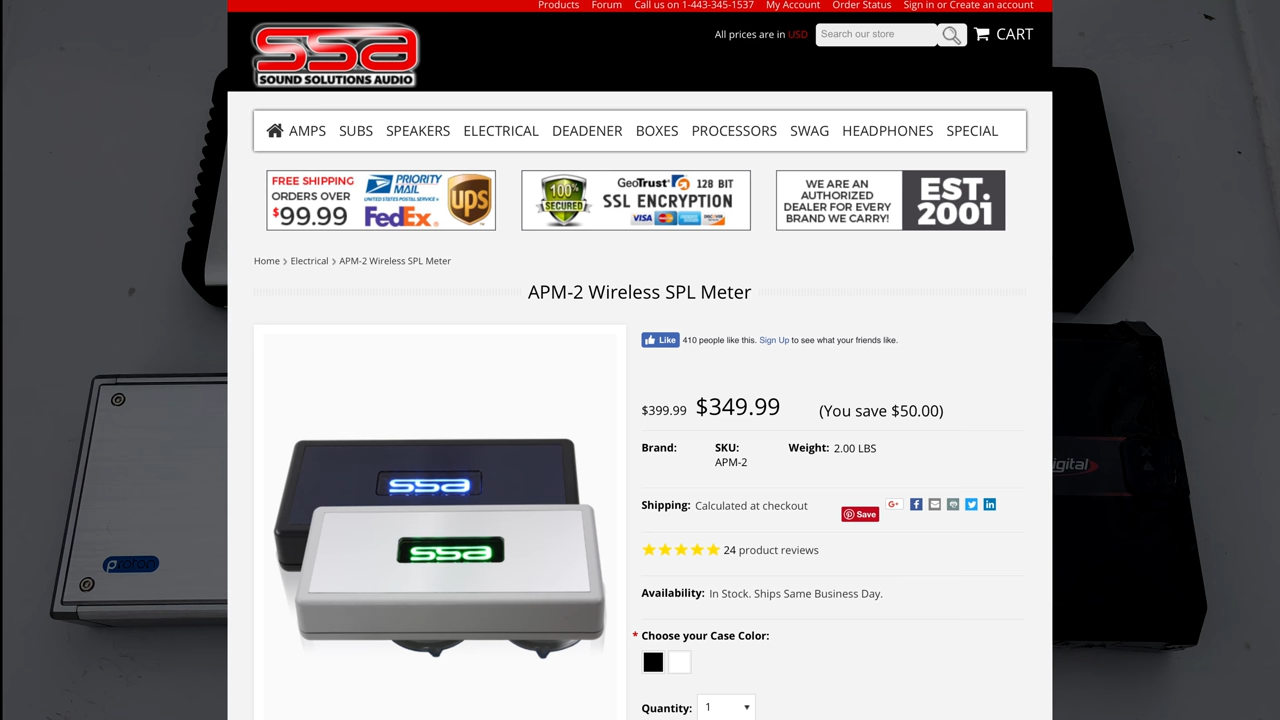 Products Forum Call us on 1-443-345-1537 My Account Order Status Sign in or Create an account
ssa
SOUND SOLUTIONS AUDIO
All prices are in USD
Search our store
CART
AMPS SUBS SPEAKERS ELECTRICAL DEADENER BOXES PROCESSORS SWAG HEADPHONES SPECIAL
FREE SHIPPING
ORDERS OVER
$99.99
PRIORITY
MAIL
UNITED STATES POSTAL SERVICE
FedEx
ups
100%
SECURED
GeoTrust 128 BIT
SSL ENCRYPTION
VISA
WE ARE AN
AUTHORIZED
DEALER FOR EVERY
BRAND WE CARRY!
EST.
2001
Home > Electrical > APM-2 Wireless SPL Meter
APM-2 Wireless SPL Meter
Like 410 people like this. Sign Up to see what your friends like.
$399.99 $349.99 (You save $50.00)
Brand: SKU: Weight: 2.00 LBS
APM-2
ssa
ssa
Shipping: Calculated at checkout
Save
G+
24 product reviews
Availability: In Stock. Ships Same Business Day.
* Choose your Case Color:
Quantity: 1
proton
igital